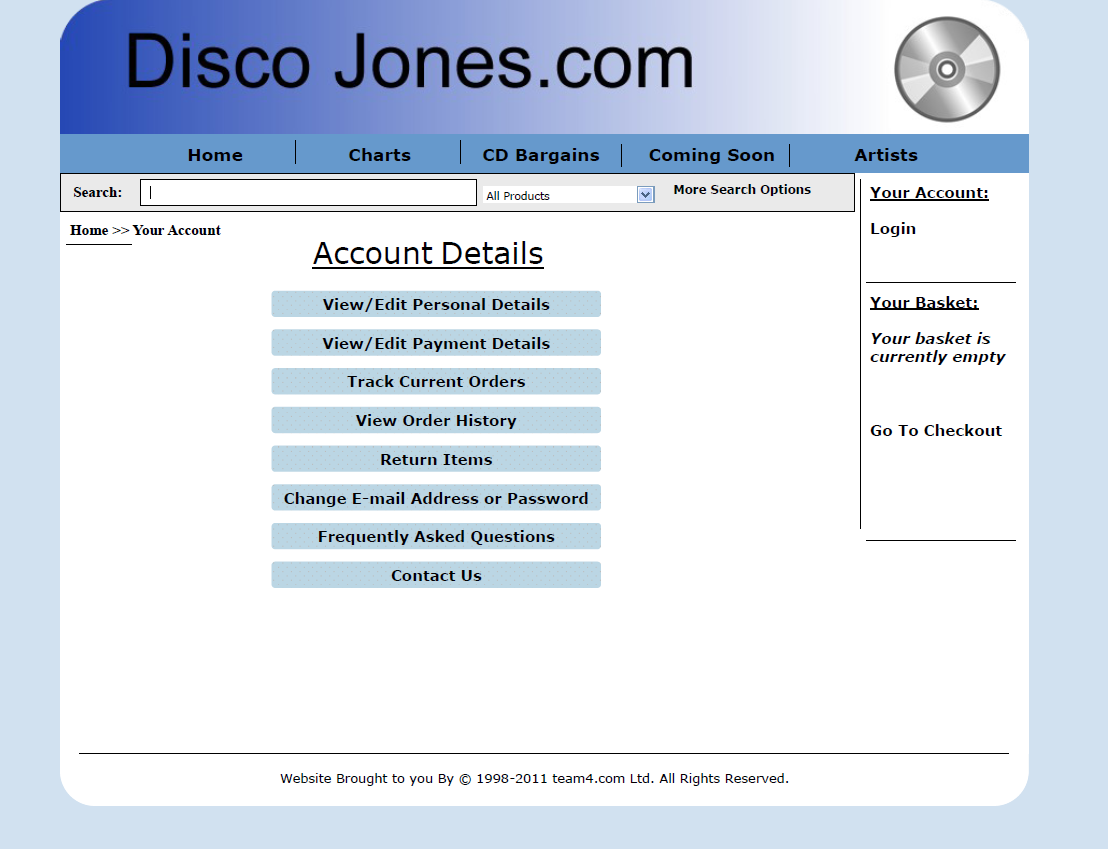 Disco Jones.com
Home Charts CD Bargains Coming Soon Artists
Search: All Products More Search Options
Home >> Your Account
Account Details
View/Edit Personal Details
View/Edit Payment Details
Track Current Orders
View Order History
Return Items
Change E-mail Address or Password
Frequently Asked Questions
Contact Us
Your Account:
Login
Your Basket:
Your basket is
currently empty
Go To Checkout
Website Brought to you By © 1998-2011 team4.com Ltd. All Rights Reserved.